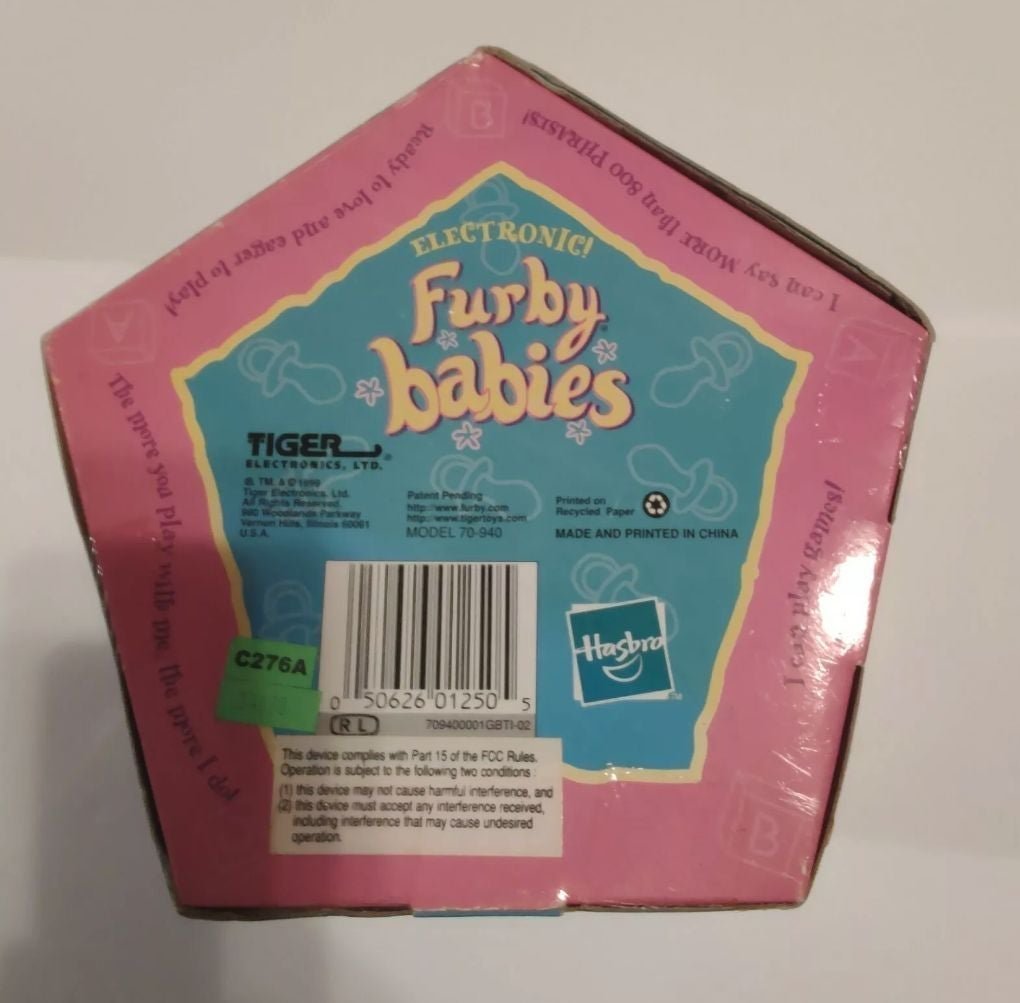 B
Ready to love and eager to play!
I can say MORE than 800 PHRASES!
A
A
The more you play with me the more I do!
I can play games!
B
ELECTRONIC!
Furby
babies
TIGER®
ELECTRONICS, LTD.
®, TM, & © 1999
Tiger Electronics, Ltd.
All Rights Reserved.
980 Woodlands Parkway
Vernon Hills, Illinois 60061
U.S.A.
Patent Pending
http://www.furby.com
http://www.tigertoys.com
MODEL 70-940
Printed on
Recycled Paper
MADE AND PRINTED IN CHINA
Hasbro
TM
C276A
0 50626 01250 5
RL
709400001GBTI-02
This device complies with Part 15 of the FCC Rules.
Operation is subject to the following two conditions :
(1) this device may not cause harmful interference, and
(2) this device must accept any interference received,
including interference that may cause undesired
operation.